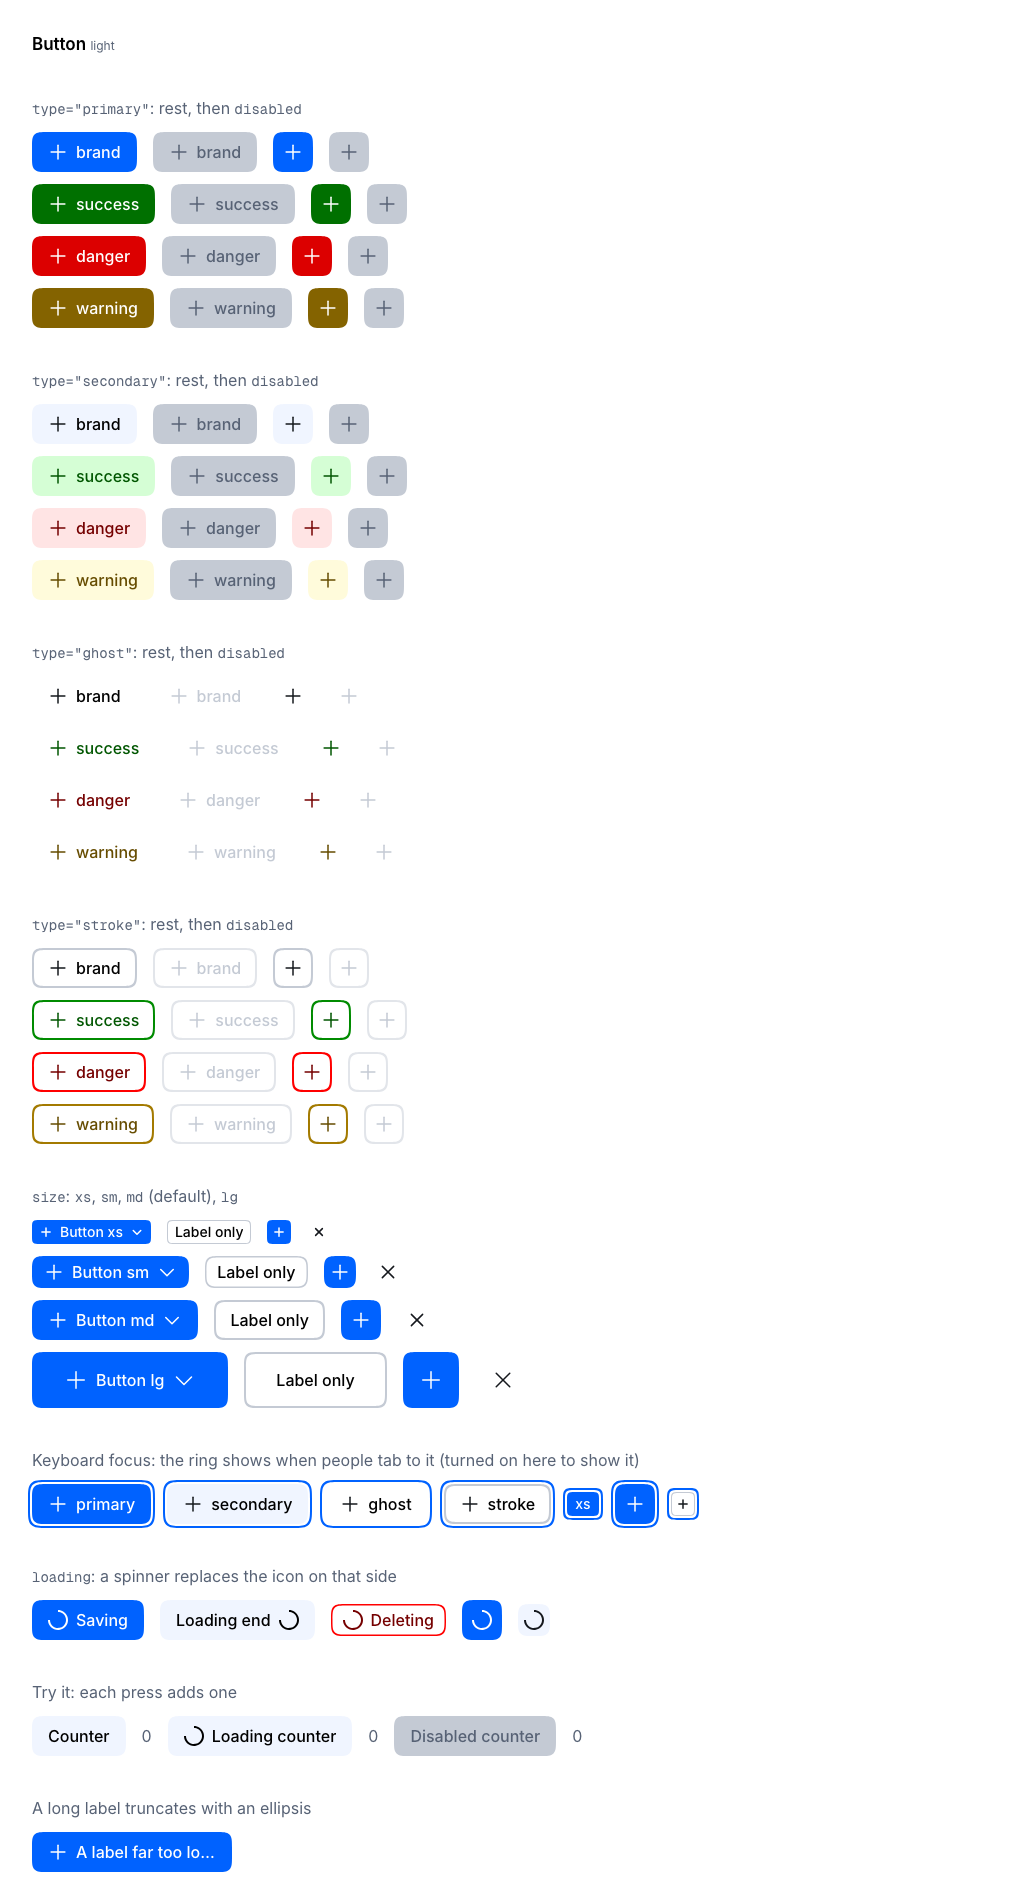 Button light
type="primary": rest, then disabled
brand brand
success success
danger danger
warning warning
type="secondary": rest, then disabled
brand brand
success success
danger danger
warning warning
type="ghost": rest, then disabled
brand brand
success success
danger danger
warning warning
type="stroke": rest, then disabled
brand brand
success success
danger danger
warning warning
size: xs, sm, md (default), lg
Button xs Label only
Button sm Label only
Button md Label only
Button lg Label only
Keyboard focus: the ring shows when people tab to it (turned on here to show it)
primary secondary ghost stroke xs
loading: a spinner replaces the icon on that side
Saving Loading end Deleting
Try it: each press adds one
Counter 0 Loading counter 0 Disabled counter 0
A long label truncates with an ellipsis
A label far too lo...